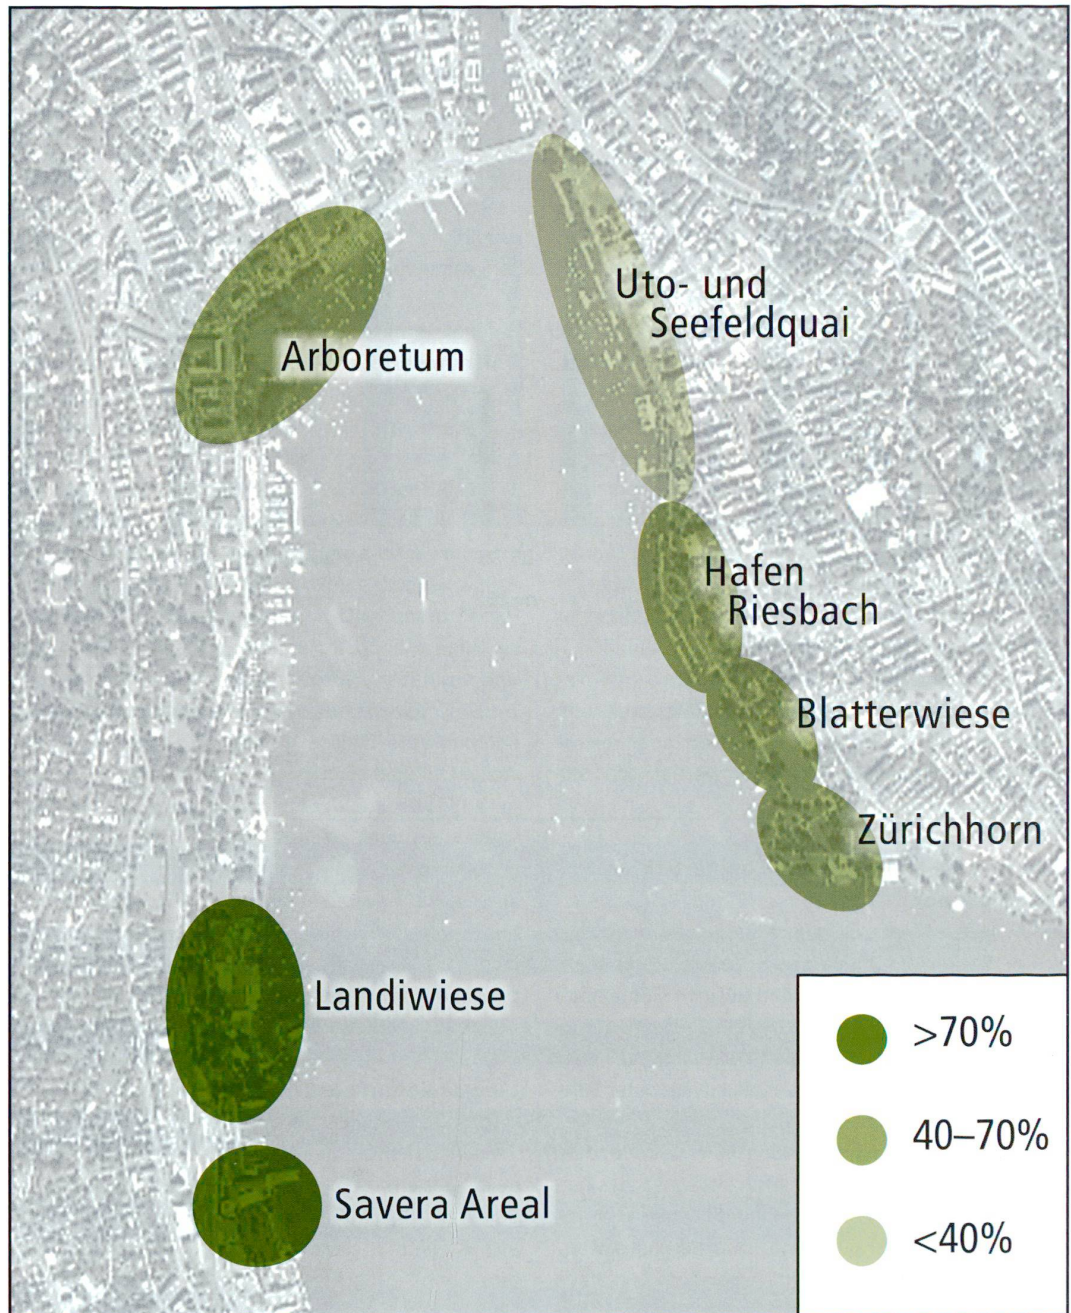 Uto- und
Seefeldquai
Arboretum
Hafen
Riesbach
Blatterwiese
Zürichhorn
Landiwiese
Savera Areal
>70%
40–70%
<40%